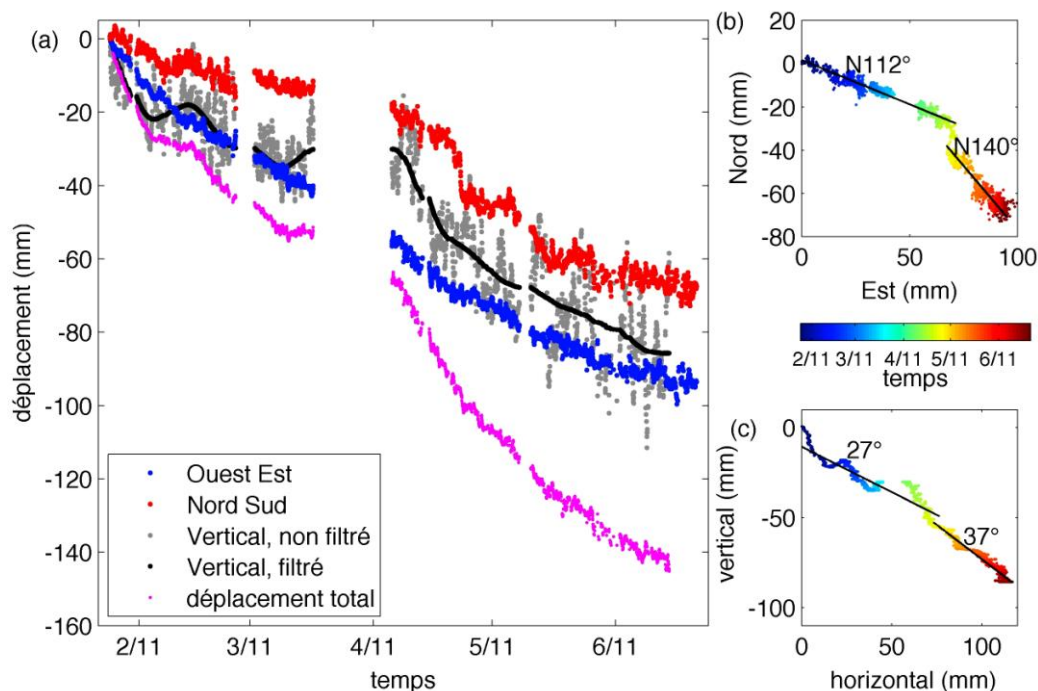 (a)
0
-20
-40
-60
-80
-100
-120
-140
-160
déplacement (mm)
2/11 3/11 4/11 5/11 6/11
temps
Ouest Est
Nord Sud
Vertical, non filtré
Vertical, filtré
déplacement total
(b)
20
0
-20
-40
-60
80
Nord (mm)
N112°
N140°
0 50 100
Est (mm)
2/11 3/11 4/11 5/11 6/11
temps
(c)
0
-50
-100
vertical (mm)
27°
37°
0 50 100
horizontal (mm)